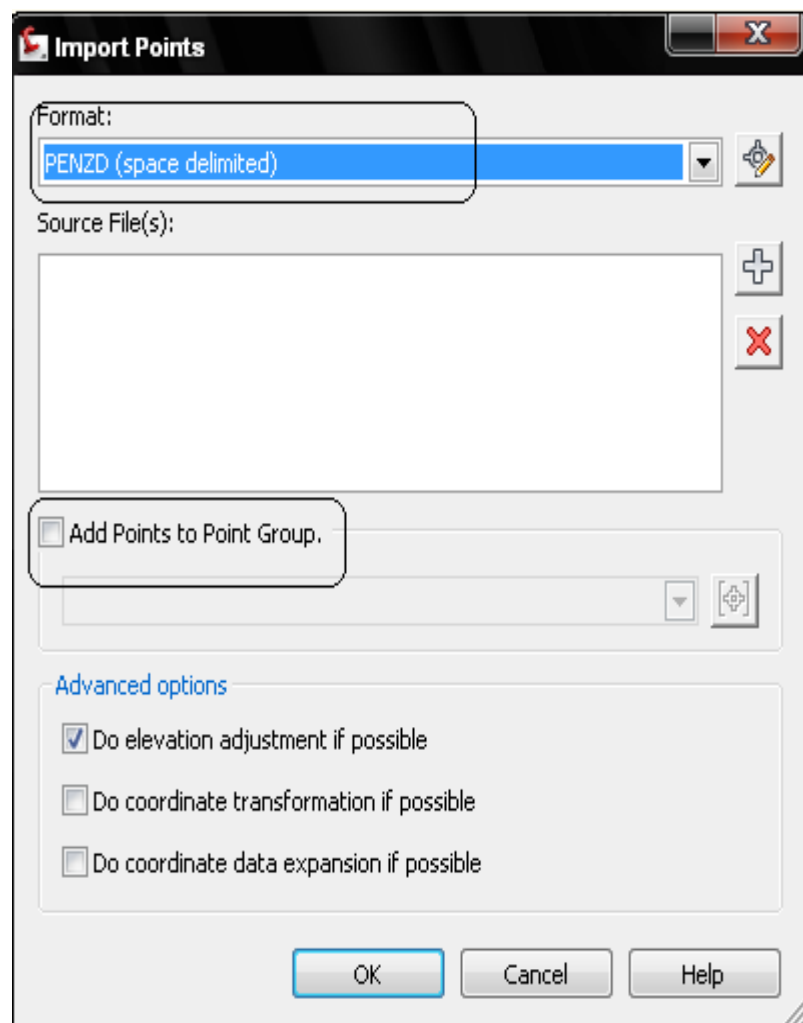 Import Points
Format:
PENZD (space delimited)
Source File(s):
Add Points to Point Group.
Advanced options
Do elevation adjustment if possible
Do coordinate transformation if possible
Do coordinate data expansion if possible
OK Cancel Help